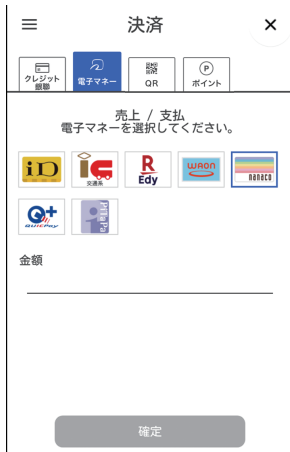 決済
クレジット
銀聯
電子マネー
QR
P
ポイント
売上 / 支払
電子マネーを選択してください。
iD
交通系
R
Edy
WAON
nanaco
QUICPay
PiTaPa
金額
確定